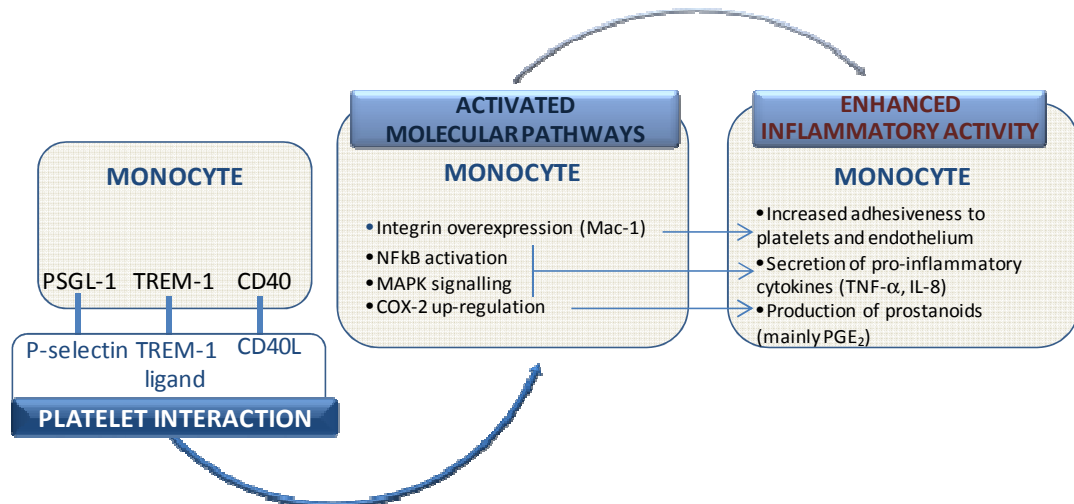 MONOCYTE
PSGL-1 TREM-1 CD40
P-selectin TREM-1 CD40L
ligand
PLATELET INTERACTION
ACTIVATED
MOLECULAR PATHWAYS
MONOCYTE
•Integrin overexpression (Mac-1)
•NFkB activation
•MAPK signalling
•COX-2 up-regulation
ENHANCED
INFLAMMATORY ACTIVITY
MONOCYTE
•Increased adhesiveness to
platelets and endothelium
•Secretion of pro-inflammatory
cytokines (TNF-α, IL-8)
•Production of prostanoids
(mainly PGE₂)